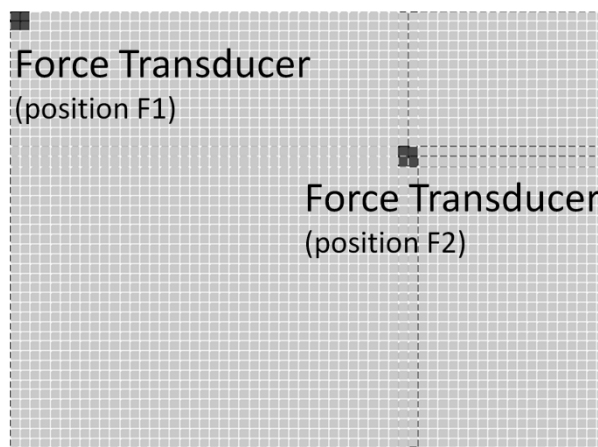 Force Transducer
(position F1)
Force Transducer
(position F2)